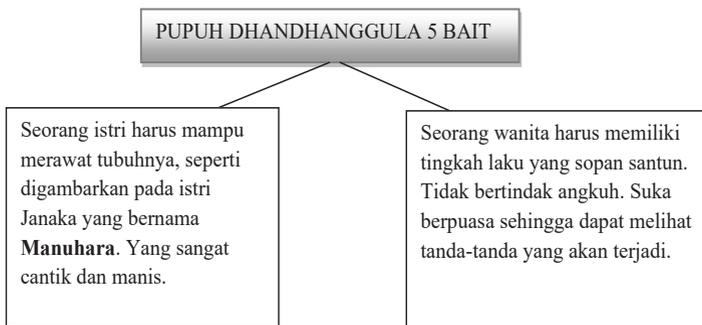 PUPUH DHANDHANGGULA 5 BAIT
Seorang istri harus mampu
merawat tubuhnya, seperti
digambarkan pada istri
Janaka yang bernama
Manuhara. Yang sangat
cantik dan manis.
Seorang wanita harus memiliki
tingkah laku yang sopan santun.
Tidak bertindak angkuh. Suka
berpuasa sehingga dapat melihat
tanda-tanda yang akan terjadi.